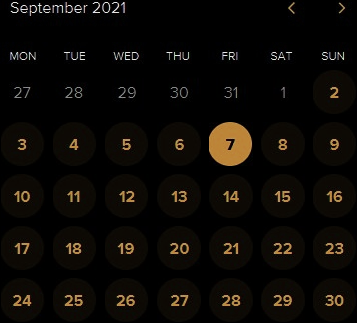 September 2021
MON TUE WED THU FRI SAT SUN
27 28 29 30 31 1 2
3 4 5 6 7 8 9
10 11 12 13 14 15 16
17 18 19 20 21 22 23
24 25 26 27 28 29 30